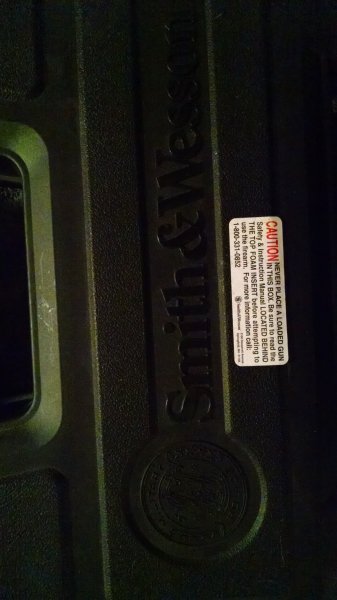 Smith & Wesson
CAUTION NEVER PLACE A LOADED GUN
IN THIS BOX. Be sure to read the
Safety & Instruction Manual LOCATED BEHIND
THE TOP FOAM INSERT before attempting to
use the firearm. For more information call:
1-800-331-0852
Smith & Wesson